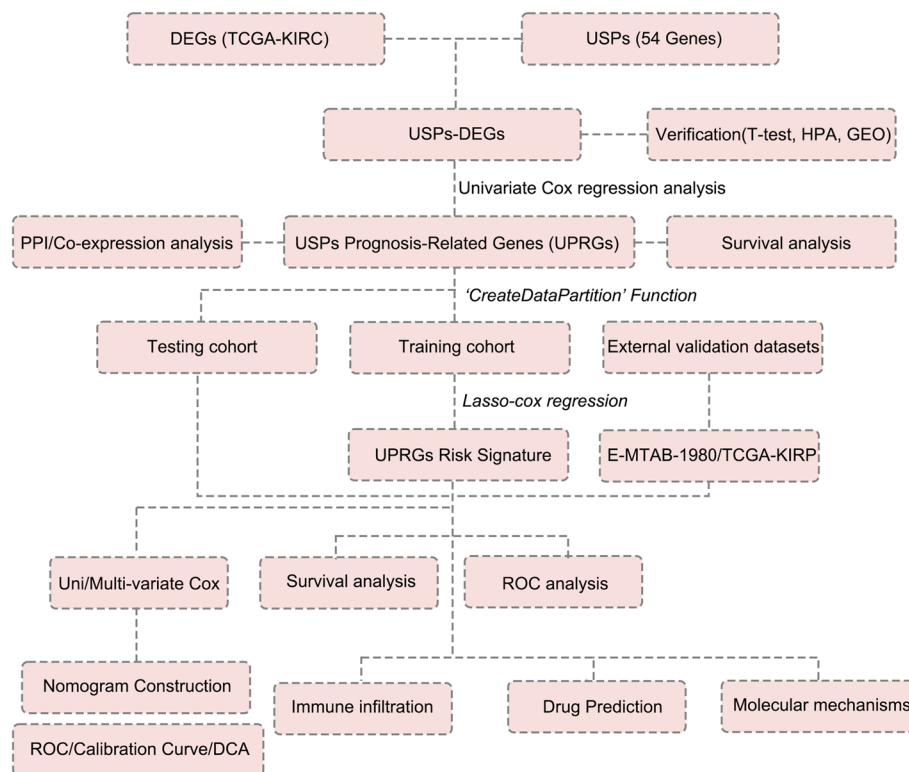 DEGs (TCGA-KIRC)
USPs (54 Genes)
USPs-DEGs
Verification(T-test, HPA, GEO)
Univariate Cox regression analysis
PPI/Co-expression analysis
USPs Prognosis-Related Genes (UPRGs)
Survival analysis
‘CreateDataPartition’ Function
Testing cohort
Training cohort
External validation datasets
Lasso-cox regression
UPRGs Risk Signature
E-MTAB-1980/TCGA-KIRP
Uni/Multi-variate Cox
Survival analysis
ROC analysis
Nomogram Construction
Immune infiltration
Drug Prediction
Molecular mechanisms
ROC/Calibration Curve/DCA